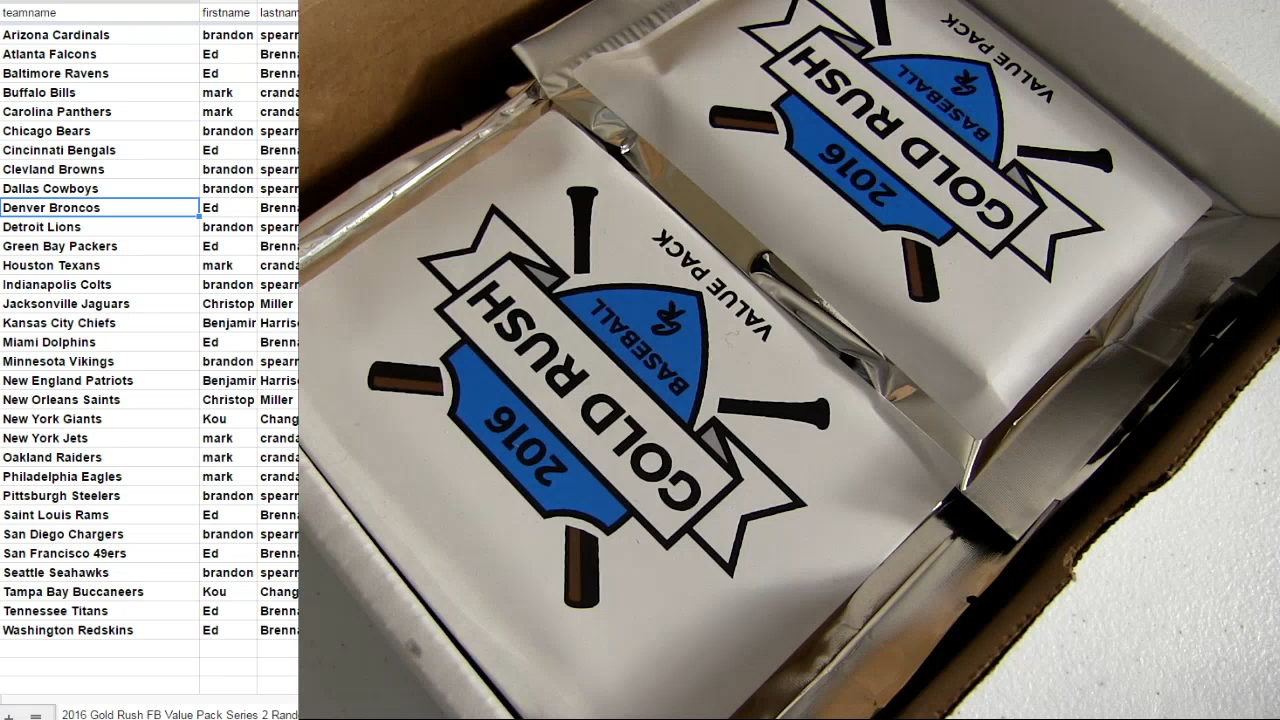 teamname firstname lastnam
Arizona Cardinals brandon spearr
Atlanta Falcons Ed Brenna
Baltimore Ravens Ed Brenna
Buffalo Bills mark cranda
Carolina Panthers mark cranda
Chicago Bears brandon spearr
Cincinnati Bengals Ed Brenna
Clevland Browns brandon spearr
Dallas Cowboys brandon spearr
Denver Broncos Ed Brenna
Detroit Lions brandon spearr
Green Bay Packers Ed Brenna
Houston Texans mark cranda
Indianapolis Colts brandon spearr
Jacksonville Jaguars Christop Miller
Kansas City Chiefs Benjamir Harris
Miami Dolphins Ed Brenna
Minnesota Vikings brandon spearr
New England Patriots Benjamir Harris
New Orleans Saints Christop Miller
New York Giants Kou Chang
New York Jets mark cranda
Oakland Raiders mark cranda
Philadelphia Eagles mark cranda
Pittsburgh Steelers brandon spearr
Saint Louis Rams Ed Brenna
San Diego Chargers brandon spearr
San Francisco 49ers Ed Brenna
Seattle Seahawks brandon spearr
Tampa Bay Buccaneers Kou Chang
Tennessee Titans Ed Brenna
Washington Redskins Ed Brenna
2016 Gold Rush FB Value Pack Series 2 Rand
VALUE PACK
GR
BASEBALL
GOLD RUSH
2016
VALUE PACK
GR
BASEBALL
GOLD RUSH
2016